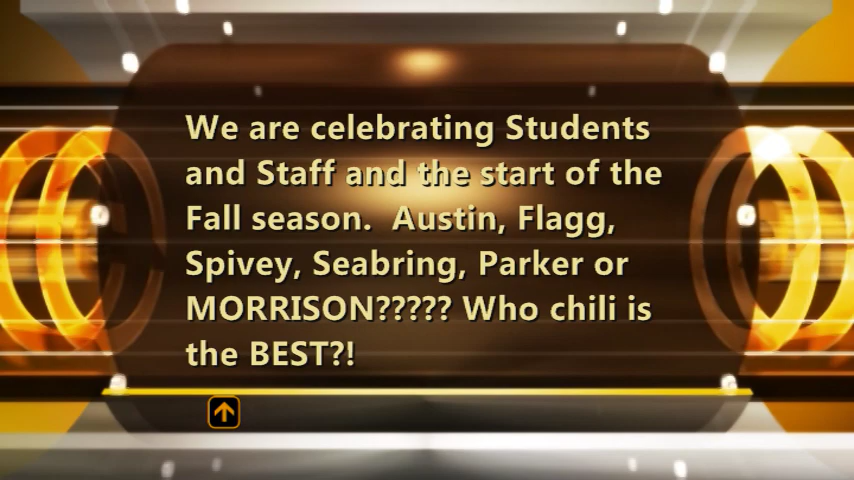 We are celebrating Students
and Staff and the start of the
Fall season.  Austin, Flagg,
Spivey, Seabring, Parker or
MORRISON????? Who chili is
the BEST?!